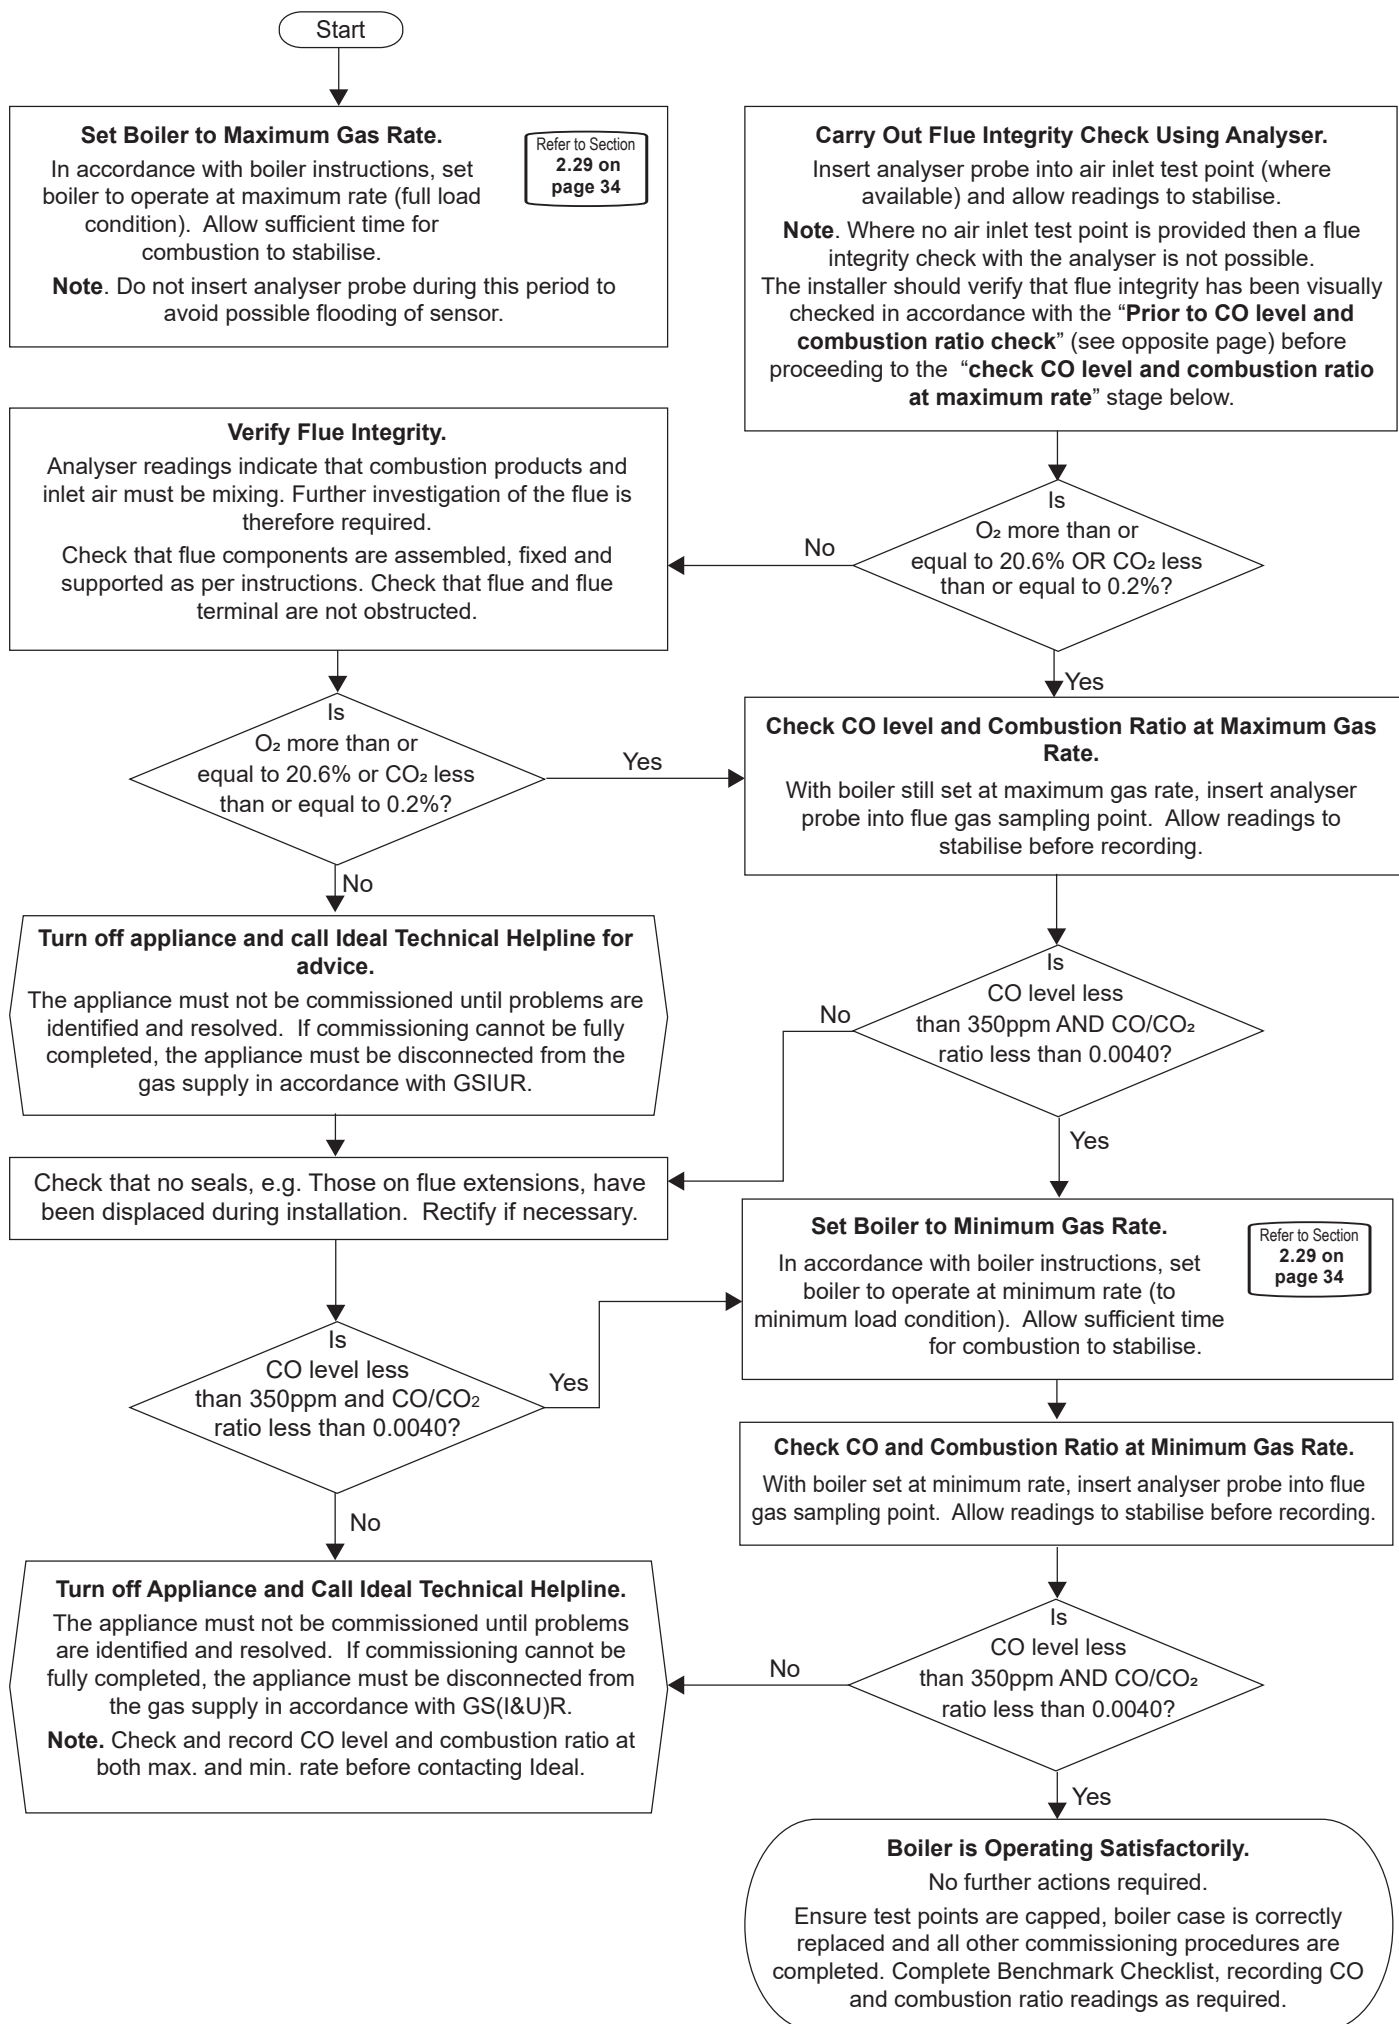 Start
Set Boiler to Maximum Gas Rate.
In accordance with boiler instructions, set
boiler to operate at maximum rate (full load
condition). Allow sufficient time for
combustion to stabilise.
Note. Do not insert analyser probe during this period to
avoid possible flooding of sensor.
Refer to Section
2.29 on
page 34
Carry Out Flue Integrity Check Using Analyser.
Insert analyser probe into air inlet test point (where
available) and allow readings to stabilise.
Note. Where no air inlet test point is provided then a flue
integrity check with the analyser is not possible.
The installer should verify that flue integrity has been visually
checked in accordance with the “Prior to CO level and
combustion ratio check” (see opposite page) before
proceeding to the “check CO level and combustion ratio
at maximum rate” stage below.
Verify Flue Integrity.
Analyser readings indicate that combustion products and
inlet air must be mixing. Further investigation of the flue is
therefore required.
Check that flue components are assembled, fixed and
supported as per instructions. Check that flue and flue
terminal are not obstructed.
Is
O₂ more than or
equal to 20.6% OR CO₂ less
than or equal to 0.2%?
No
Yes
Is
O₂ more than or
equal to 20.6% or CO₂ less
than or equal to 0.2%?
Yes
No
Check CO level and Combustion Ratio at Maximum Gas
Rate.
With boiler still set at maximum gas rate, insert analyser
probe into flue gas sampling point. Allow readings to
stabilise before recording.
Turn off appliance and call Ideal Technical Helpline for
advice.
The appliance must not be commissioned until problems are
identified and resolved. If commissioning cannot be fully
completed, the appliance must be disconnected from the
gas supply in accordance with GSIUR.
Is
CO level less
than 350ppm AND CO/CO₂
ratio less than 0.0040?
No
Yes
Check that no seals, e.g. Those on flue extensions, have
been displaced during installation. Rectify if necessary.
Set Boiler to Minimum Gas Rate.
In accordance with boiler instructions, set
boiler to operate at minimum rate (to
minimum load condition). Allow sufficient time
for combustion to stabilise.
Refer to Section
2.29 on
page 34
Is
CO level less
than 350ppm and CO/CO₂
ratio less than 0.0040?
Yes
No
Check CO and Combustion Ratio at Minimum Gas Rate.
With boiler set at minimum rate, insert analyser probe into flue
gas sampling point. Allow readings to stabilise before recording.
Turn off Appliance and Call Ideal Technical Helpline.
The appliance must not be commissioned until problems
are identified and resolved. If commissioning cannot be
fully completed, the appliance must be disconnected from
the gas supply in accordance with GS(I&U)R.
Note. Check and record CO level and combustion ratio at
both max. and min. rate before contacting Ideal.
Is
CO level less
than 350ppm AND CO/CO₂
ratio less than 0.0040?
No
Yes
Boiler is Operating Satisfactorily.
No further actions required.
Ensure test points are capped, boiler case is correctly
replaced and all other commissioning procedures are
completed. Complete Benchmark Checklist, recording CO
and combustion ratio readings as required.